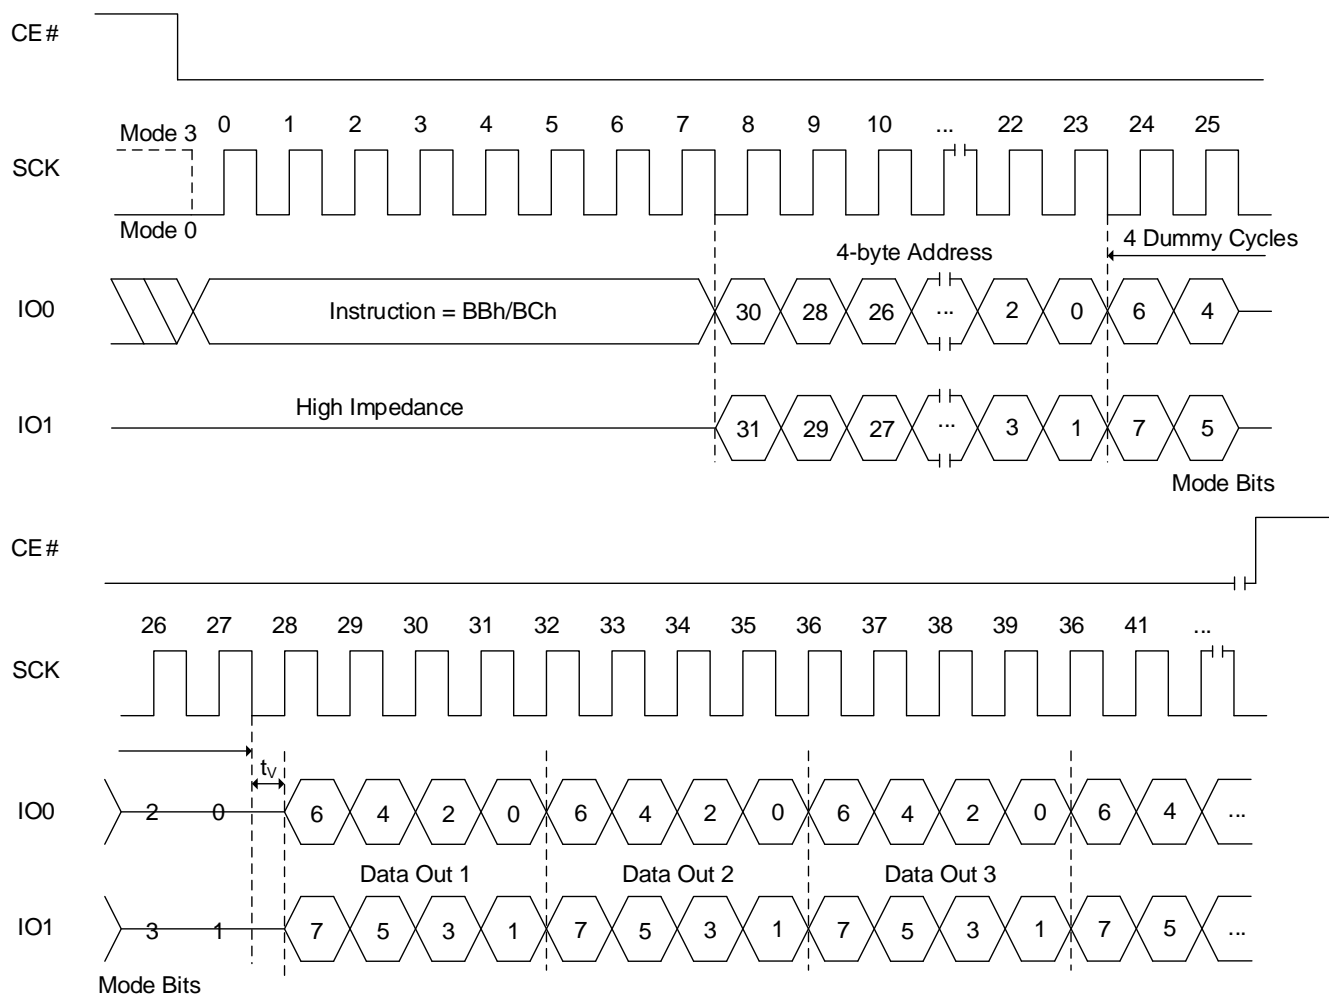 CE#
Mode 3 0 1 2 3 4 5 6 7 8 9 10 ... 22 23 24 25
SCK
Mode 0
4-byte Address 4 Dummy Cycles
IO0 Instruction = BBh/BCh 30 28 26 ... 2 0 6 4
High Impedance
IO1 31 29 27 ... 3 1 7 5
Mode Bits
CE#
26 27 28 29 30 31 32 33 34 35 36 37 38 39 36 41 ...
SCK
tV
IO0 2 0 6 4 2 0 6 4 2 0 6 4 2 0 6 4 ...
Data Out 1 Data Out 2 Data Out 3
IO1 3 1 7 5 3 1 7 5 3 1 7 5 3 1 7 5 ...
Mode Bits